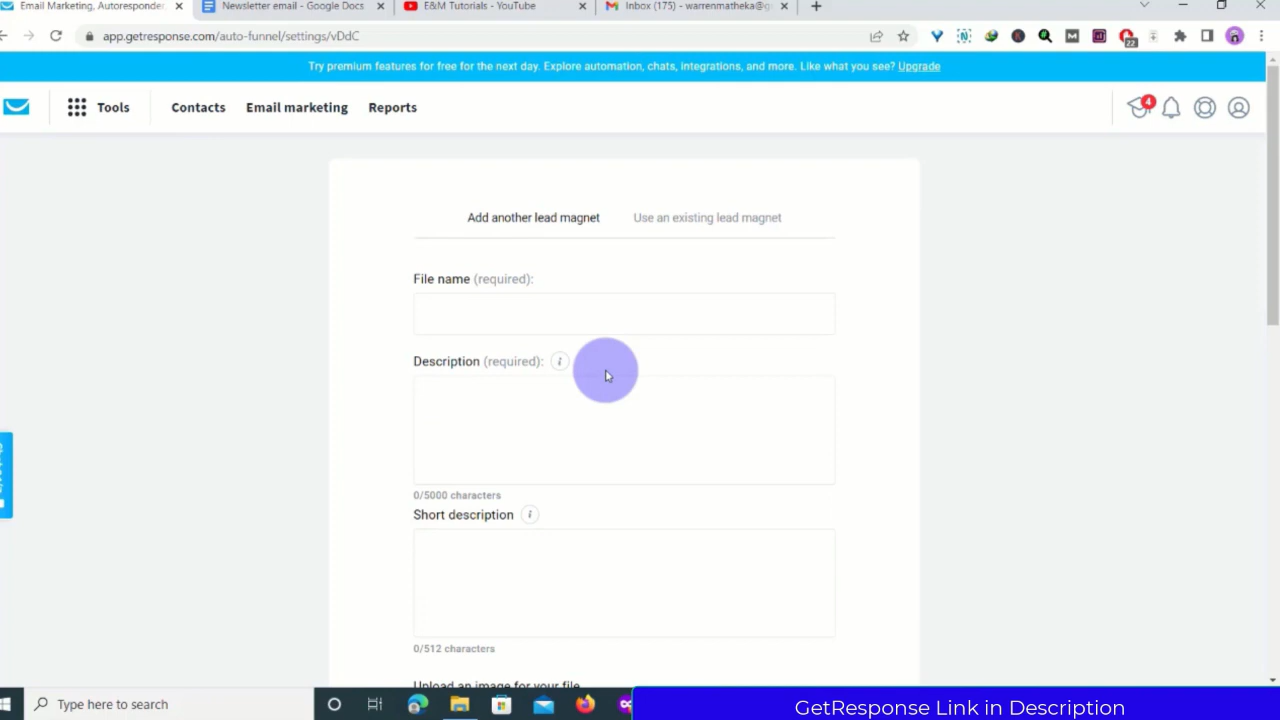 Email Marketing, Autoresponder
Newsletter email - Google Docs
E&M Tutorials - YouTube
Inbox (175) - warrenmatheka@g
app.getresponse.com/auto-funnel/settings/vDdC
22
Try premium features for free for the next day. Explore automation, chats, integrations, and more. Like what you see? Upgrade
Tools
Contacts
Email marketing
Reports
4
Add another lead magnet
Use an existing lead magnet
File name (required):
Description (required):
0/5000 characters
Short description
0/512 characters
Upload an image for your file
Type here to search
GetResponse Link in Description